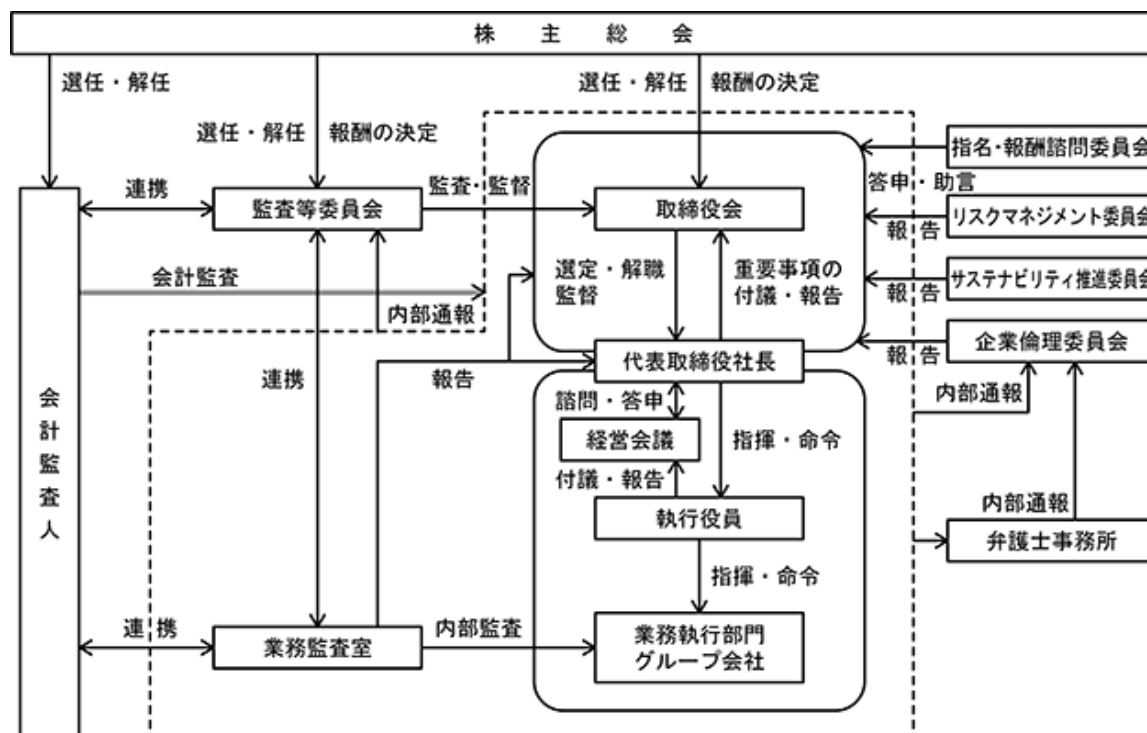 株主総会
選任・解任
選任・解任 報酬の決定
選任・解任 報酬の決定
指名・報酬諮問委員会
答申・助言
連携
監査等委員会
監査・監督
取締役会
リスクマネジメント委員会
報告
会計監査
内部通報
選定・解職
監督
重要事項の
付議・報告
サステナビリティ推進委員会
報告
企業倫理委員会
報告
連携
報告
代表取締役社長
内部通報
諮問・答申
経営会議
指揮・命令
付議・報告
会計監査人
執行役員
内部通報
弁護士事務所
指揮・命令
連携
業務監査室
内部監査
業務執行部門
グループ会社